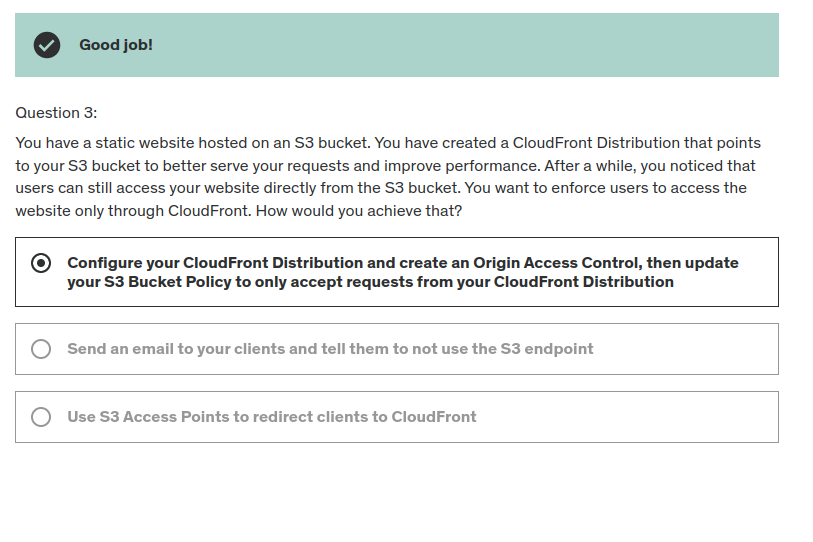 Good job!
Question 3:
You have a static website hosted on an S3 bucket. You have created a CloudFront Distribution that points
to your S3 bucket to better serve your requests and improve performance. After a while, you noticed that
users can still access your website directly from the S3 bucket. You want to enforce users to access the
website only through CloudFront. How would you achieve that?
Configure your CloudFront Distribution and create an Origin Access Control, then update
your S3 Bucket Policy to only accept requests from your CloudFront Distribution
Send an email to your clients and tell them to not use the S3 endpoint
Use S3 Access Points to redirect clients to CloudFront